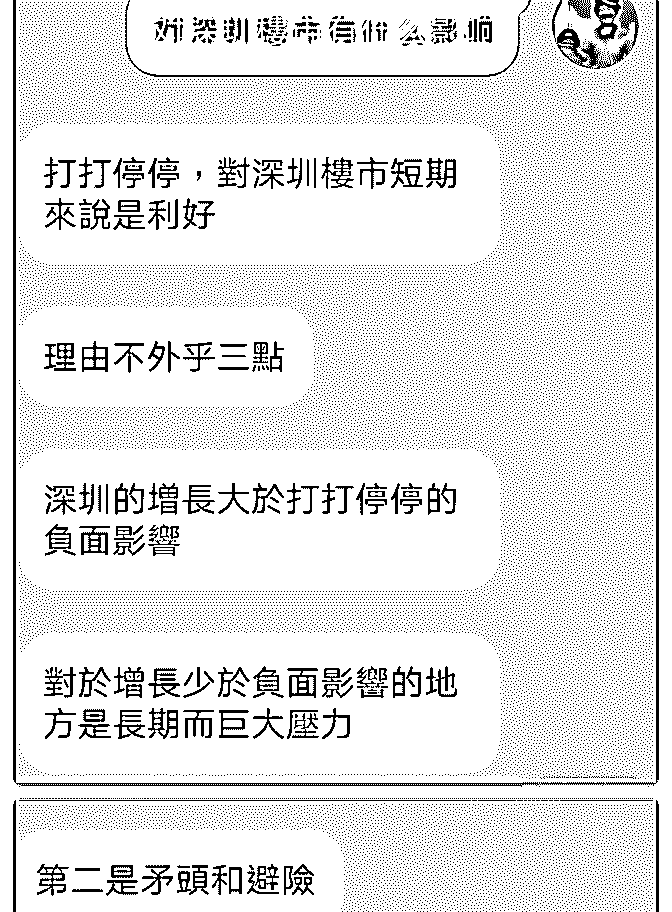 对深圳樓市有什么影响
打打停停，對深圳樓市短期
來說是利好
理由不外乎三點
深圳的增長大於打打停停的
負面影響
對於增長少於負面影響的地
方是長期而巨大壓力
第二是矛頭和避險